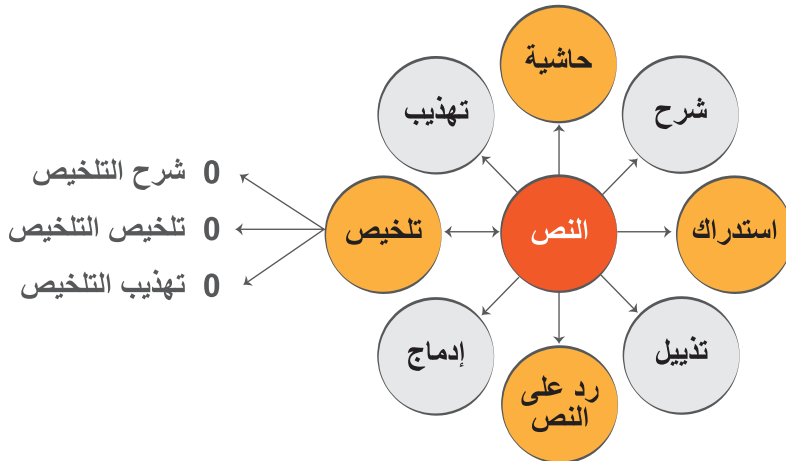 حاشية
شرح
تهذيب
0 شرح التلخيص
استدراك
النص
تلخيص
0 تلخيص التلخيص
0 تهذيب التلخيص
تذييل
إدماج
رد على
النص